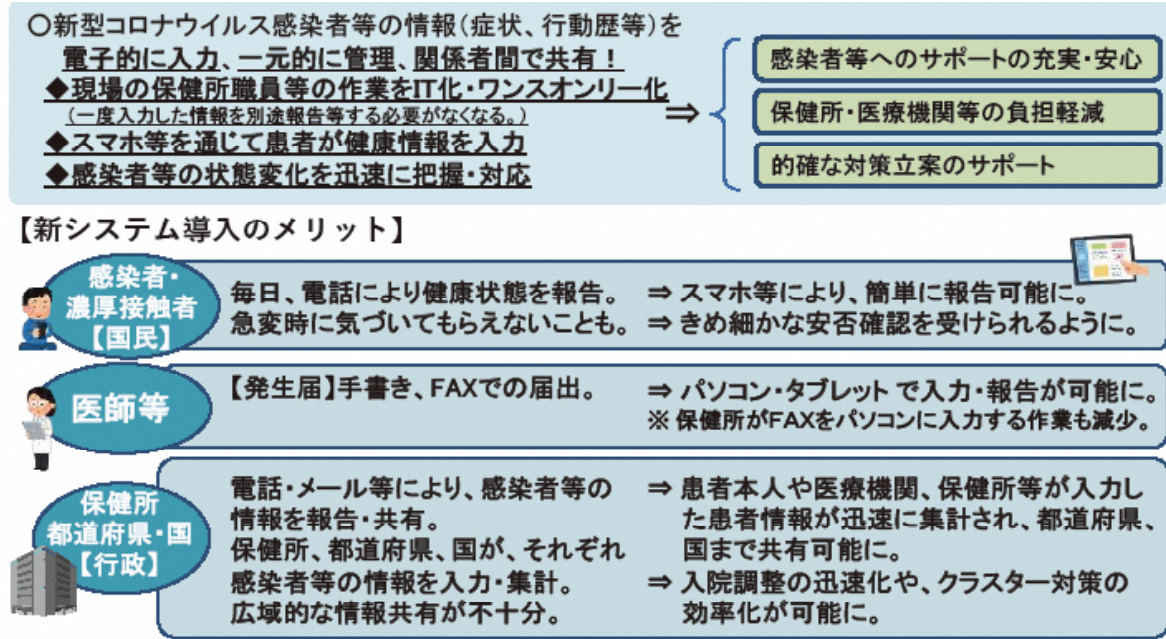 ○新型コロナウイルス感染者等の情報(症状、行動歴等)を
電子的に入力、一元的に管理、関係者間で共有！
◆現場の保健所職員等の作業をIT化・ワンスオンリー化
(一度入力した情報を別途報告等する必要がなくなる。)
◆スマホ等を通じて患者が健康情報を入力
◆感染者等の状態変化を迅速に把握・対応
⇒
感染者等へのサポートの充実・安心
保健所・医療機関等の負担軽減
的確な対策立案のサポート
【新システム導入のメリット】
感染者・
濃厚接触者
【国民】
毎日、電話により健康状態を報告。
急変時に気づいてもらえないことも。
⇒ スマホ等により、簡単に報告可能に。
⇒ きめ細かな安否確認を受けられるように。
医師等
【発生届】手書き、FAXでの届出。
⇒ パソコン・タブレット で入力・報告が可能に。
※ 保健所がFAXをパソコンに入力する作業も減少。
保健所
都道府県・国
【行政】
電話・メール等により、感染者等の
情報を報告・共有。
保健所、都道府県、国が、それぞれ
感染者等の情報を入力・集計。
広域的な情報共有が不十分。
⇒ 患者本人や医療機関、保健所等が入力し
た患者情報が迅速に集計され、都道府県、
国まで共有可能に。
⇒ 入院調整の迅速化や、クラスター対策の
効率化が可能に。